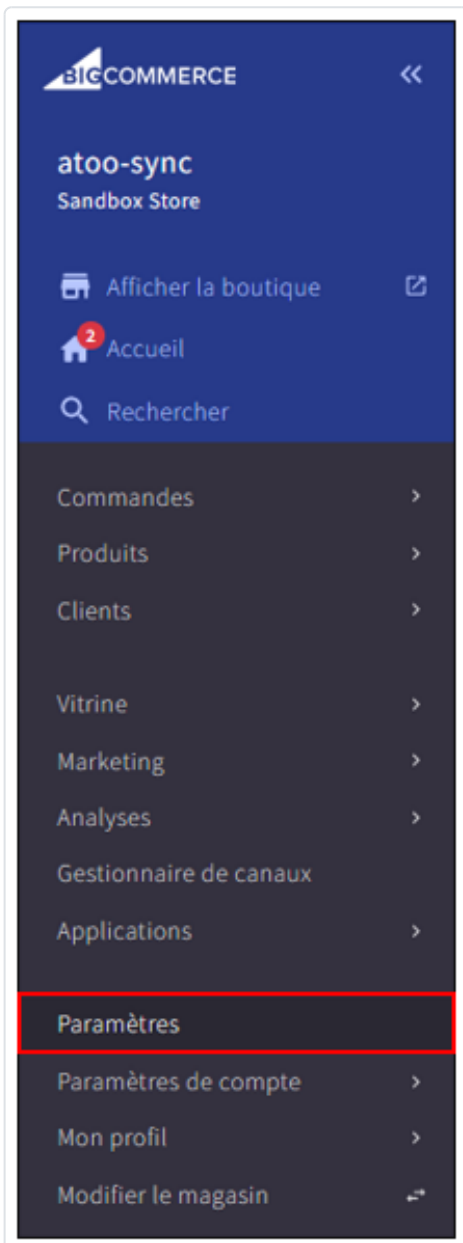 BIGCOMMERCE
atoo-sync
Sandbox Store
Afficher la boutique
2
Accueil
Rechercher
Commandes
Produits
Clients
Vitrine
Marketing
Analyses
Gestionnaire de canaux
Applications
Paramètres
Paramètres de compte
Mon profil
Modifier le magasin